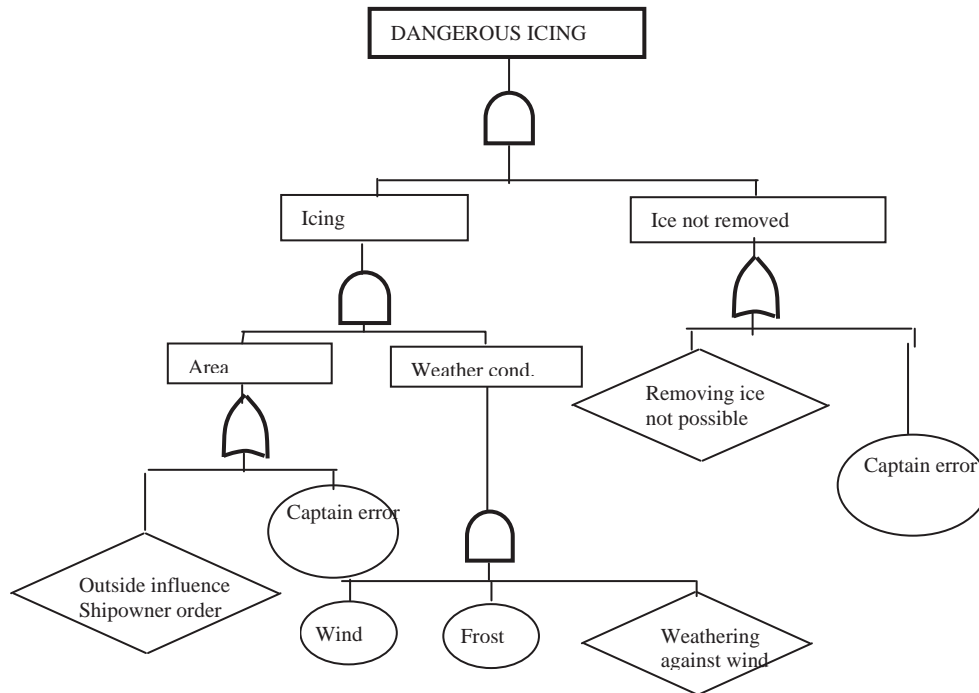 DANGEROUS ICING
Icing
Ice not removed
Area
Weather cond.
Removing ice
not possible
Captain error
Captain error
Outside influence
Shipowner order
Wind
Frost
Weathering
against wind